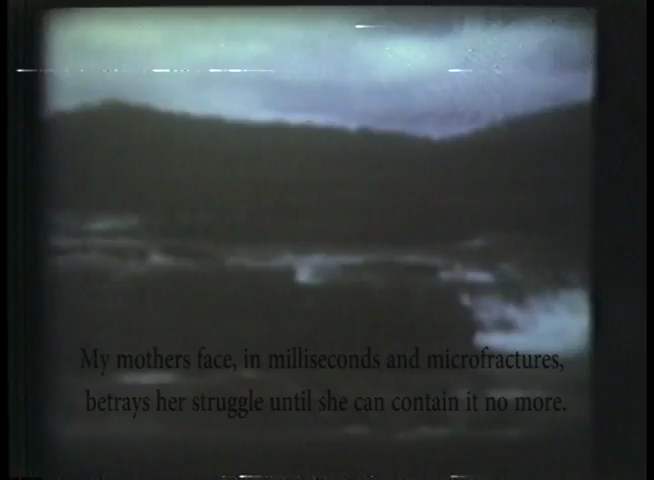 My mothers face, in milliseconds and microfractures,
betrays her struggle until she can contain it no more.